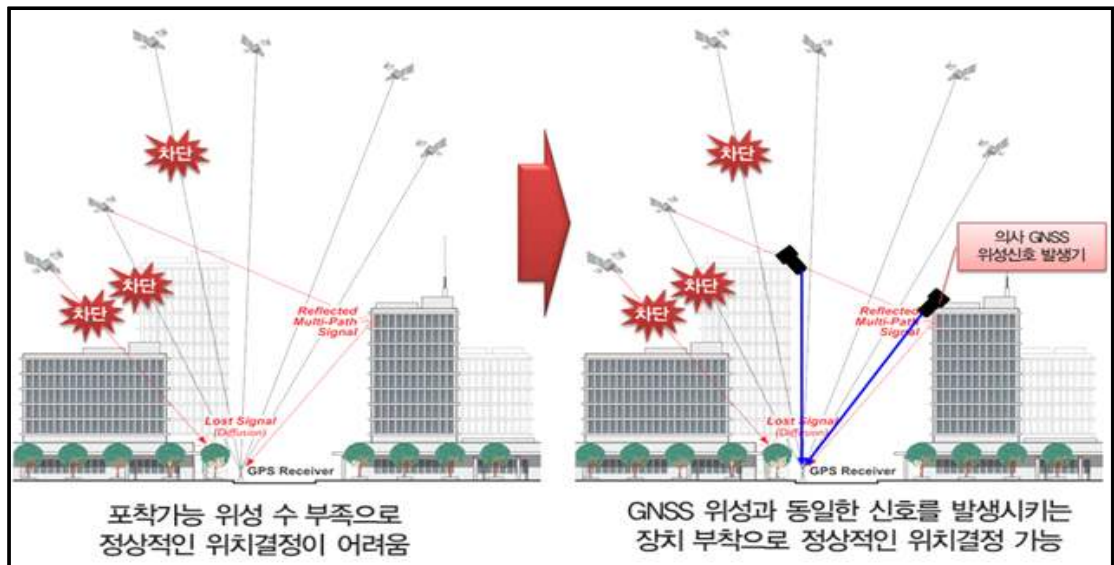 차단
차단
차단
Reflected
Multi-Path
Signal
Lost Signal
(Diffusion)
GPS Receiver
포착가능 위성 수 부족으로
정상적인 위치결정이 어려움
차단
차단
차단
의사 GNSS
위성신호 발생기
Reflected
Multi-Path
Signal
Lost Signal
(Diffusion)
GPS Receiver
GNSS 위성과 동일한 신호를 발생시키는
장치 부착으로 정상적인 위치결정 가능